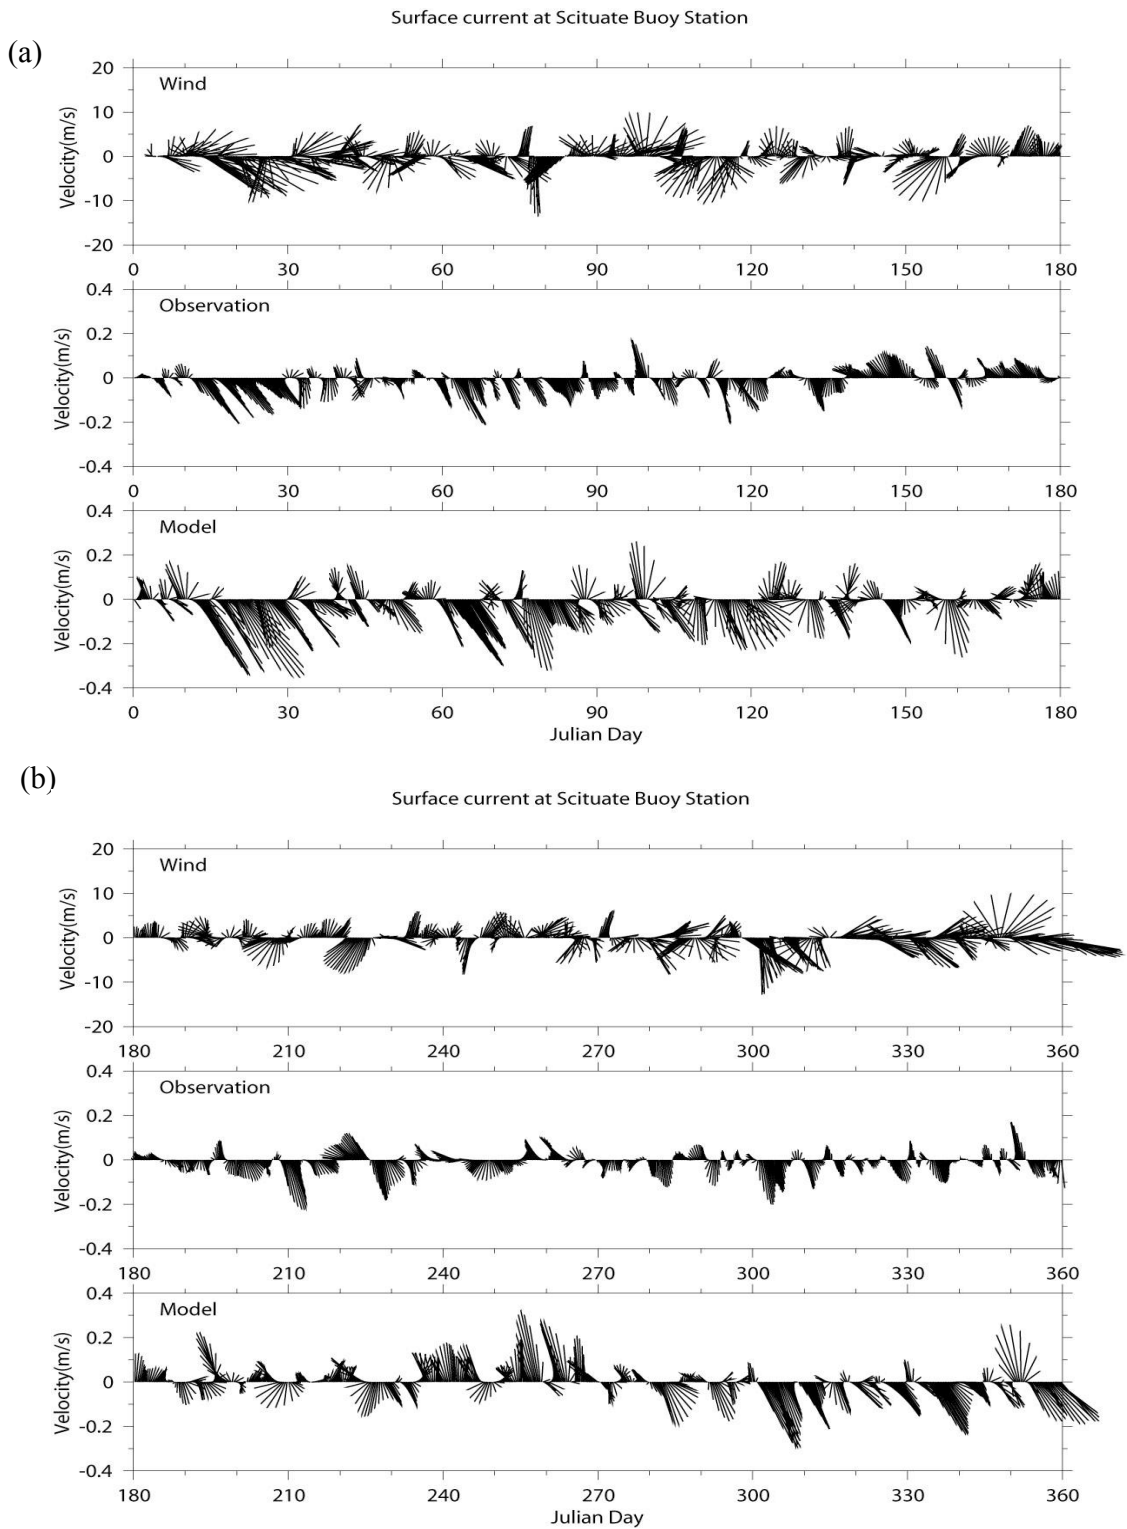 Surface current at Scituate Buoy Station
(a)
Wind
Velocity(m/s)
20
10
0
-10
-20
0 30 60 90 120 150 180
Observation
Velocity(m/s)
0.4
0.2
0
-0.2
-0.4
0 30 60 90 120 150 180
Model
Velocity(m/s)
0.4
0.2
0
-0.2
-0.4
0 30 60 90 120 150 180
Julian Day
(b)
Surface current at Scituate Buoy Station
Wind
Velocity(m/s)
20
10
0
-10
-20
180 210 240 270 300 330 360
Observation
Velocity(m/s)
0.4
0.2
0
-0.2
-0.4
180 210 240 270 300 330 360
Model
Velocity(m/s)
0.4
0.2
0
-0.2
-0.4
180 210 240 270 300 330 360
Julian Day